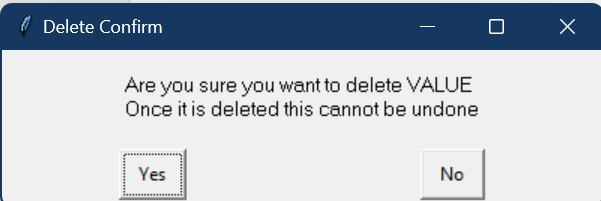 Delete Confirm
Are you sure you want to delete VALUE
Once it is deleted this cannot be undone
Yes No